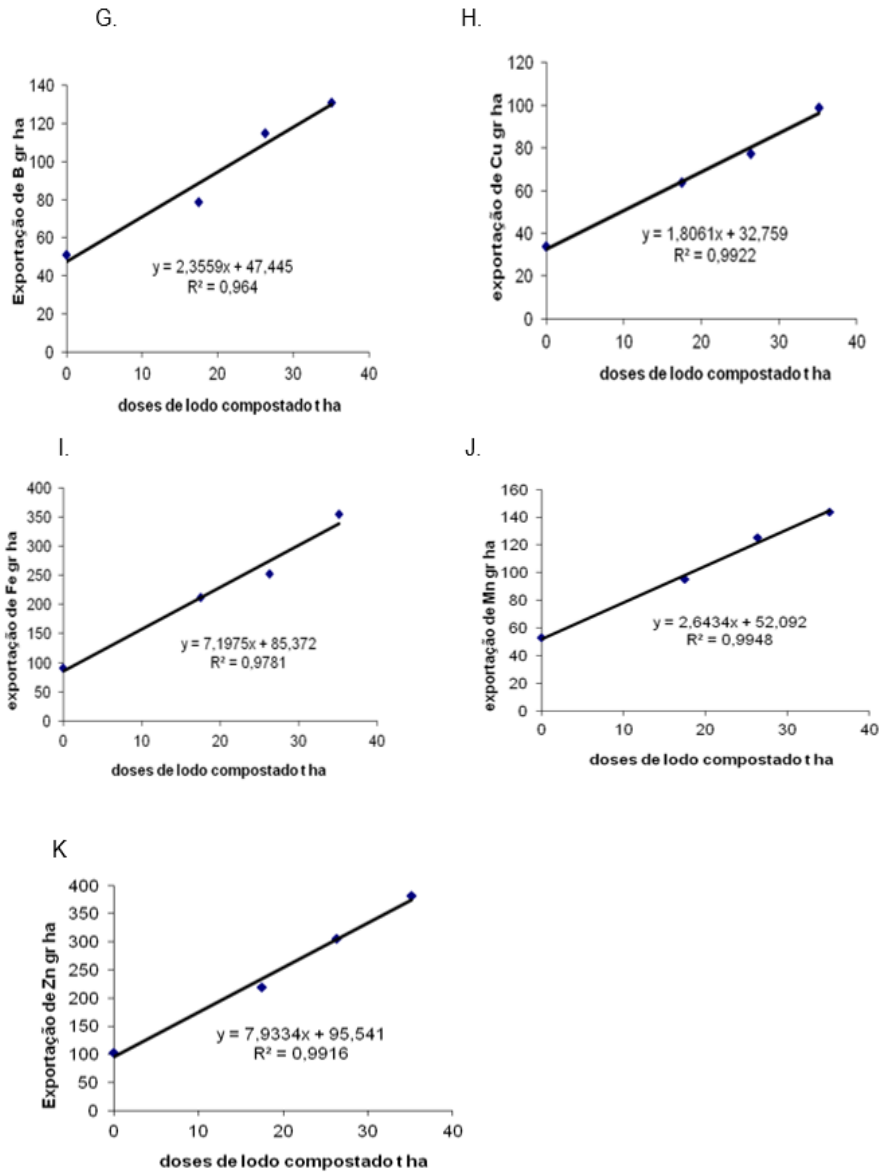 G.
140
120
100
80
60
40
20
0
0 10 20 30 40
Exportação de B gr ha
y = 2,3559x + 47,445
R² = 0,964
doses de lodo compostado t ha
H.
120
100
80
60
40
20
0
0 10 20 30 40
exportação de Cu gr ha
y = 1,8061x + 32,759
R² = 0,9922
doses de lodo compostado t ha
I.
400
350
300
250
200
150
100
50
0
0 10 20 30 40
exportação de Fe gr ha
y = 7,1975x + 85,372
R² = 0,9781
doses de lodo compostado t ha
J.
160
140
120
100
80
60
40
20
0
0 10 20 30 40
exportação de Mn gr ha
y = 2,6434x + 52,092
R² = 0,9948
doses de lodo compostado t ha
K
400
350
300
250
200
150
100
50
0
0 10 20 30 40
Exportação de Zn gr ha
y = 7,9334x + 95,541
R² = 0,9916
doses de lodo compostado t ha